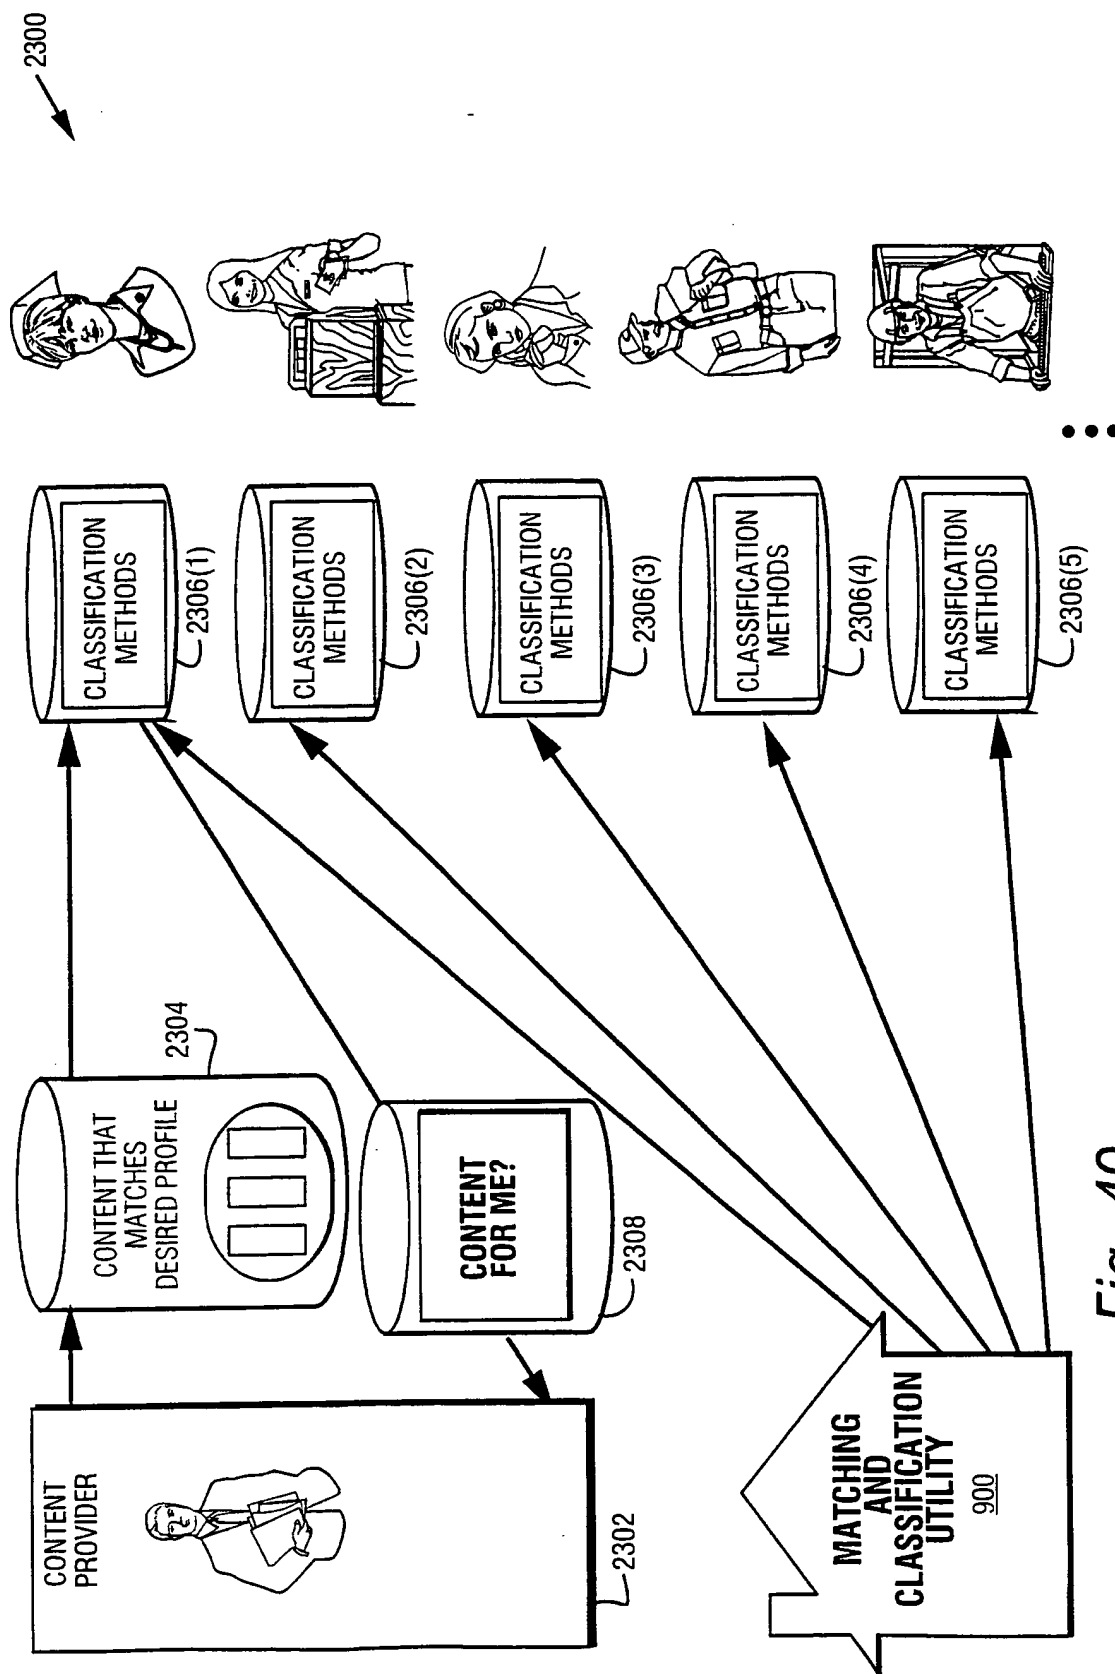 2300
CONTENT
PROVIDER
2302
CONTENT THAT
MATCHES
DESIRED PROFILE
2304
CONTENT
FOR ME?
2308
CLASSIFICATION
METHODS
2306(1)
CLASSIFICATION
METHODS
2306(2)
CLASSIFICATION
METHODS
2306(3)
CLASSIFICATION
METHODS
2306(4)
CLASSIFICATION
METHODS
2306(5)
MATCHING
AND
CLASSIFICATION
UTILITY
900